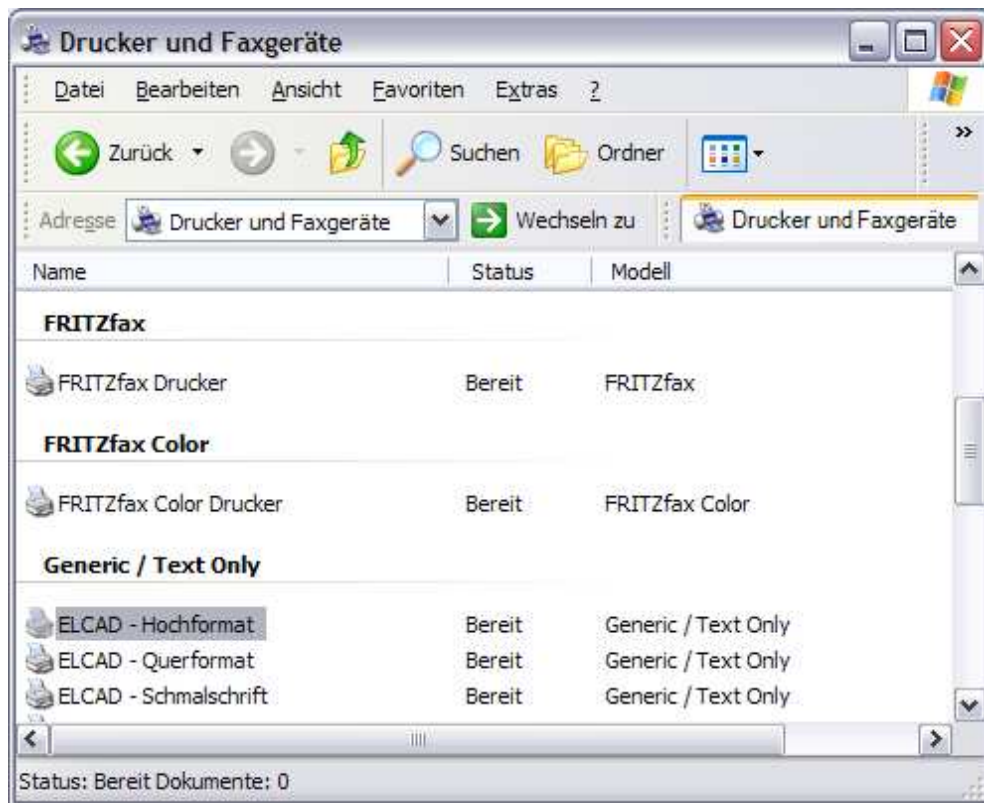 Drucker und Faxgeräte
Datei Bearbeiten Ansicht Favoriten Extras ?
Zurück Suchen Ordner »
Adresse Drucker und Faxgeräte Wechseln zu Drucker und Faxgeräte
Name Status Modell
FRITZfax
FRITZfax Drucker Bereit FRITZfax
FRITZfax Color
FRITZfax Color Drucker Bereit FRITZfax Color
Generic / Text Only
ELCAD - Hochformat Bereit Generic / Text Only
ELCAD - Querformat Bereit Generic / Text Only
ELCAD - Schmalschrift Bereit Generic / Text Only
Status: Bereit Dokumente: 0